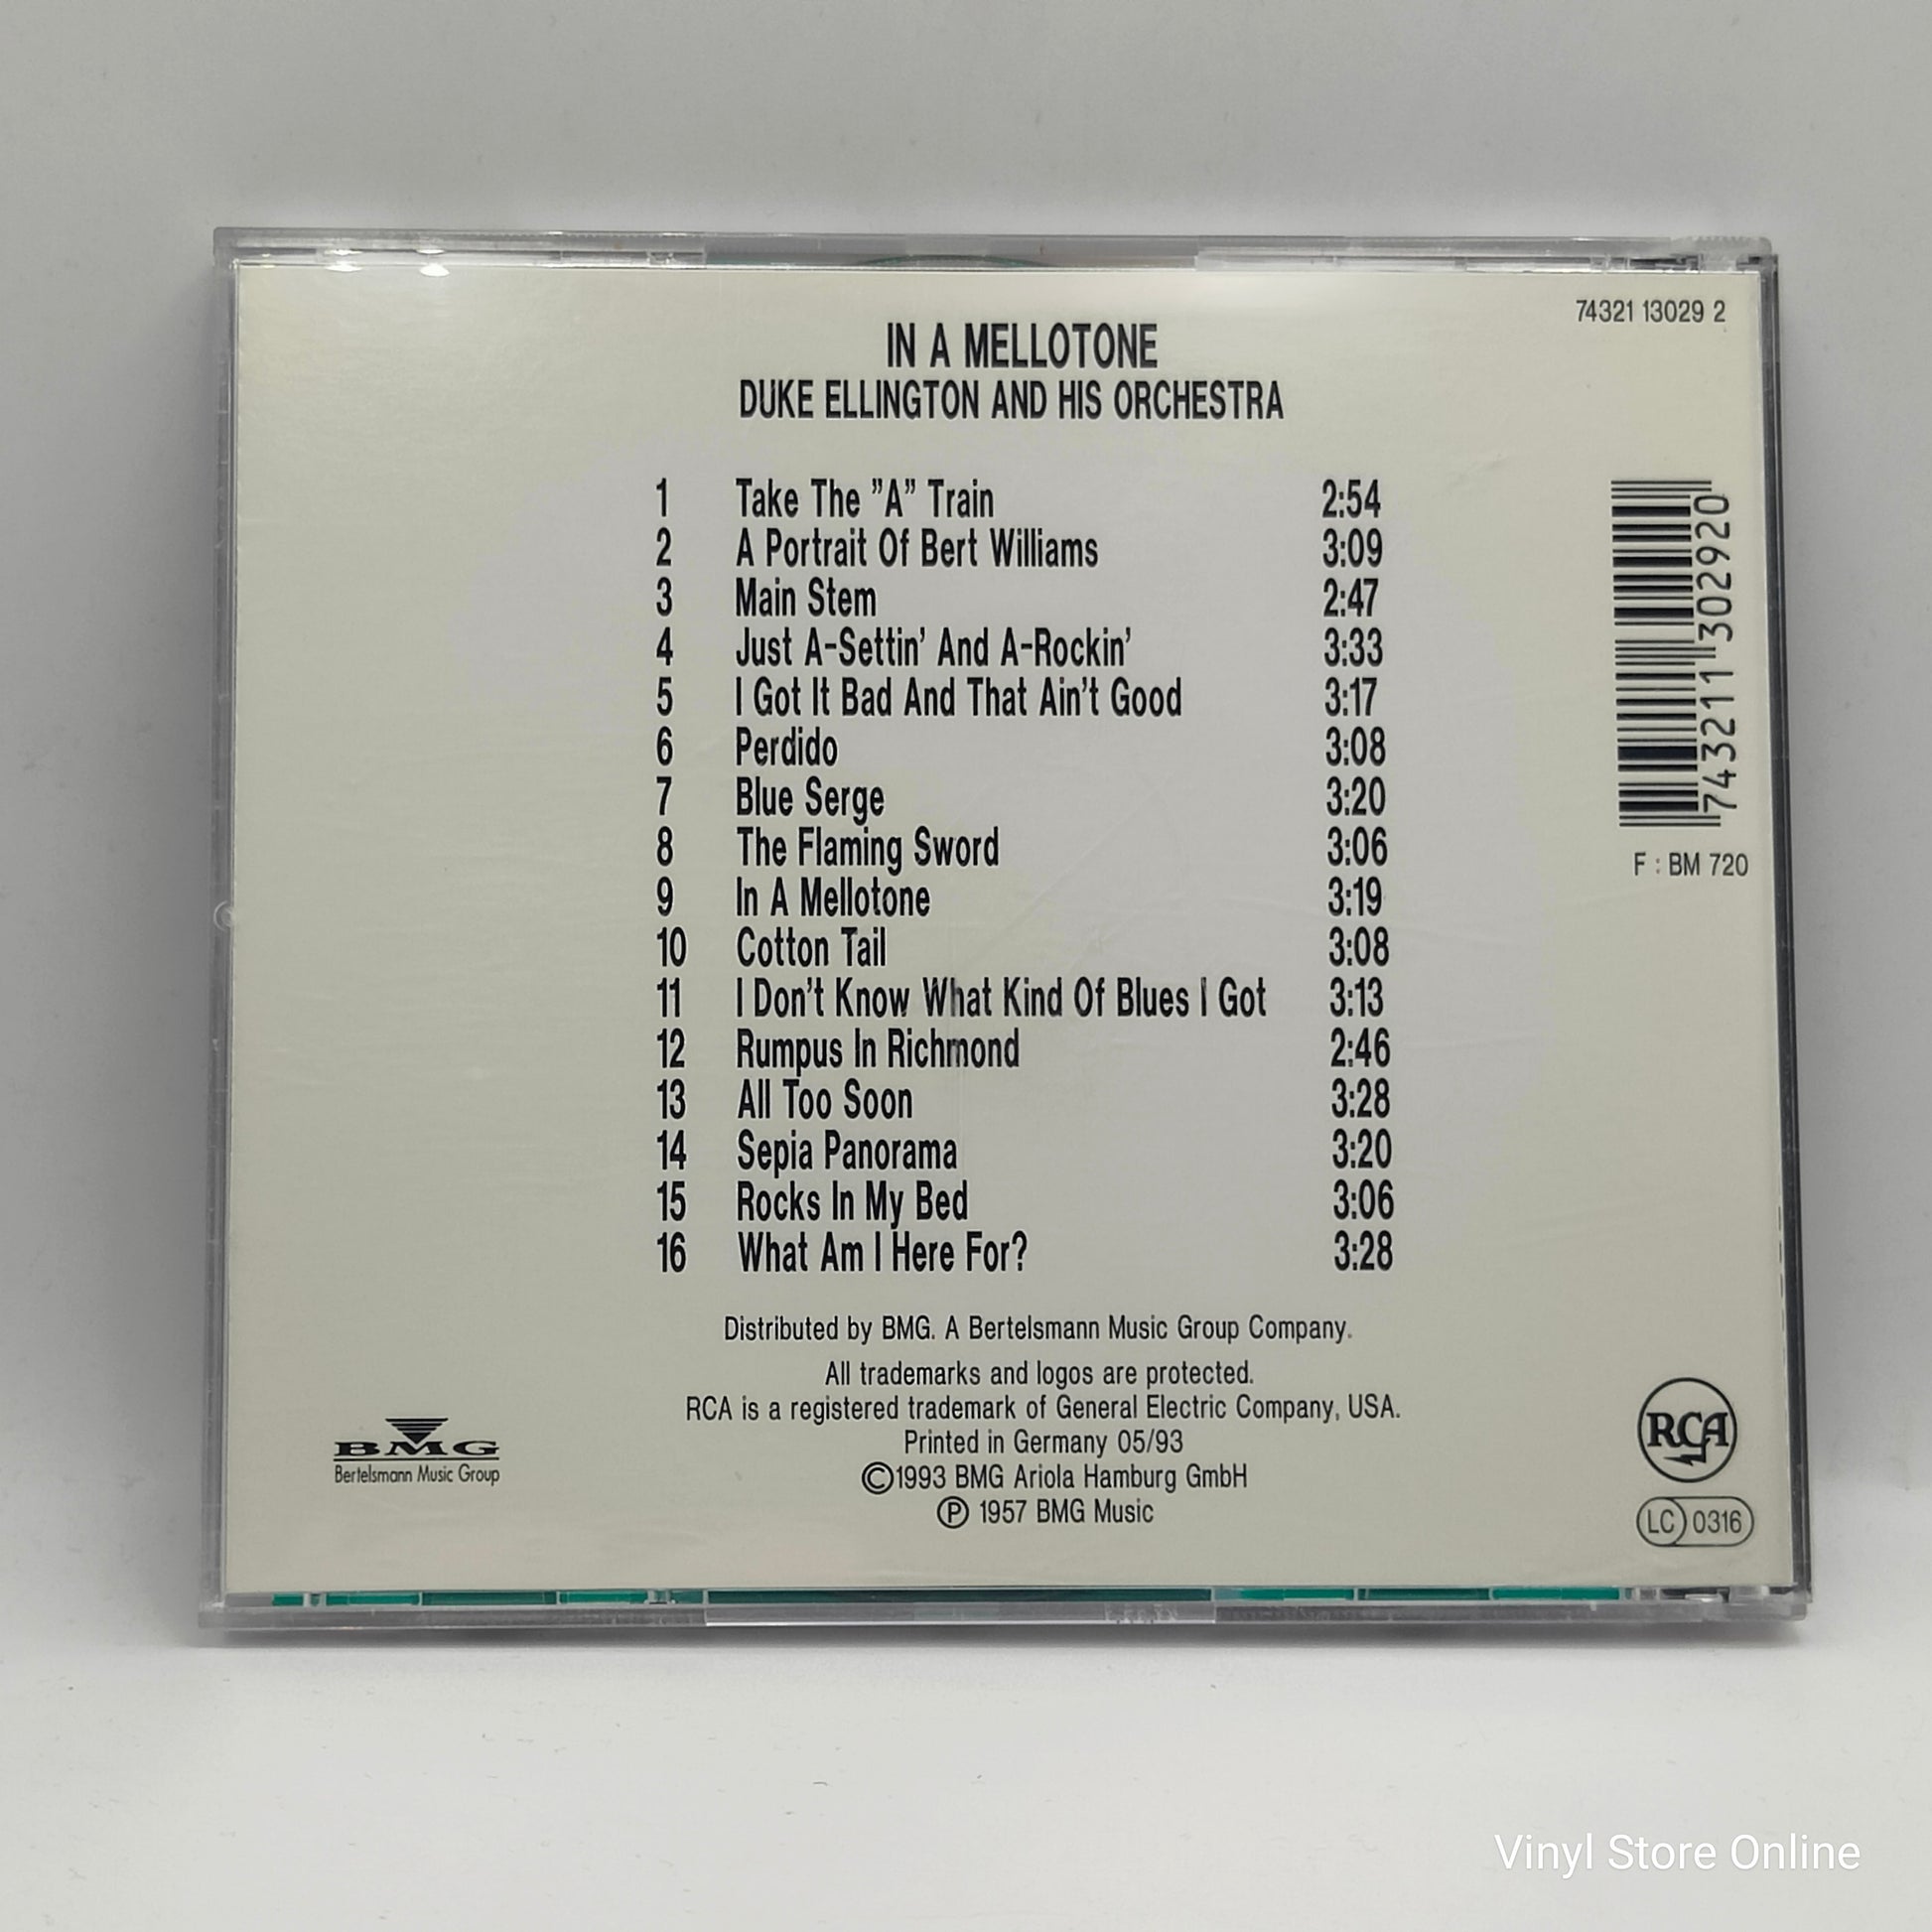 74321 13029 2
IN A MELLOTONE
DUKE ELLINGTON AND HIS ORCHESTRA
1 Take The ”A” Train 2:54
2 A Portrait Of Bert Williams 3:09
3 Main Stem 2:47
4 Just A-Settin’ And A-Rockin’ 3:33
5 I Got It Bad And That Ain’t Good 3:17
6 Perdido 3:08
7 Blue Serge 3:20
8 The Flaming Sword 3:06
9 In A Mellotone 3:19
10 Cotton Tail 3:08
11 I Don’t Know What Kind Of Blues I Got 3:13
12 Rumpus In Richmond 2:46
13 All Too Soon 3:28
14 Sepia Panorama 3:20
15 Rocks In My Bed 3:06
16 What Am I Here For? 3:28
7 43211 302920
F : BM 720
Distributed by BMG. A Bertelsmann Music Group Company.
All trademarks and logos are protected.
RCA is a registered trademark of General Electric Company, USA.
Printed in Germany 05/93
©1993 BMG Ariola Hamburg GmbH
℗ 1957 BMG Music
BMG
Bertelsmann Music Group
RCA
LC 0316
Vinyl Store Online